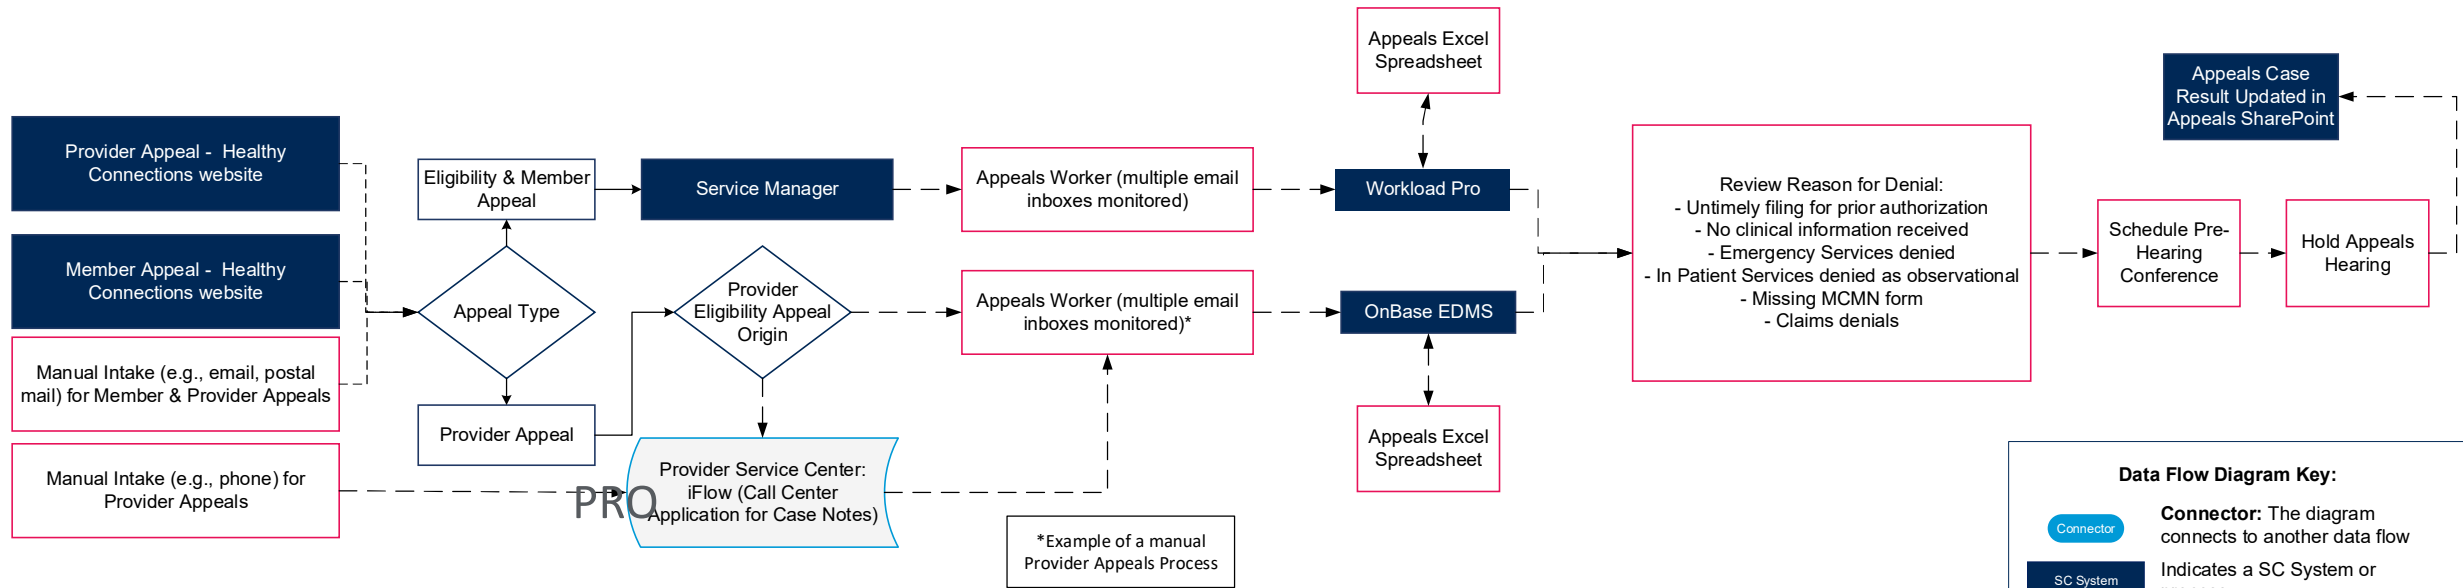 Appeals Excel
Spreadsheet
Appeals Case
Result Updated in
Appeals SharePoint
Provider Appeal - Healthy
Connections website
Eligibility & Member
Appeal
Service Manager
Appeals Worker (multiple email
inboxes monitored)
Workload Pro
Review Reason for Denial:
- Untimely filing for prior authorization
- No clinical information received
- Emergency Services denied
- In Patient Services denied as observational
- Missing MCMN form
- Claims denials
Schedule Pre-
Hearing
Conference
Hold Appeals
Hearing
Member Appeal - Healthy
Connections website
Appeal Type
Provider
Eligibility Appeal
Origin
Appeals Worker (multiple email
inboxes monitored)*
OnBase EDMS
Manual Intake (e.g., email, postal
mail) for Member & Provider Appeals
Provider Appeal
Appeals Excel
Spreadsheet
Manual Intake (e.g., phone) for
Provider Appeals
Provider Service Center:
iFlow (Call Center
Application for Case Notes)
PRO
*Example of a manual
Provider Appeals Process
Data Flow Diagram Key:
Connector
Connector: The diagram
connects to another data flow
SC System
Indicates a SC System or